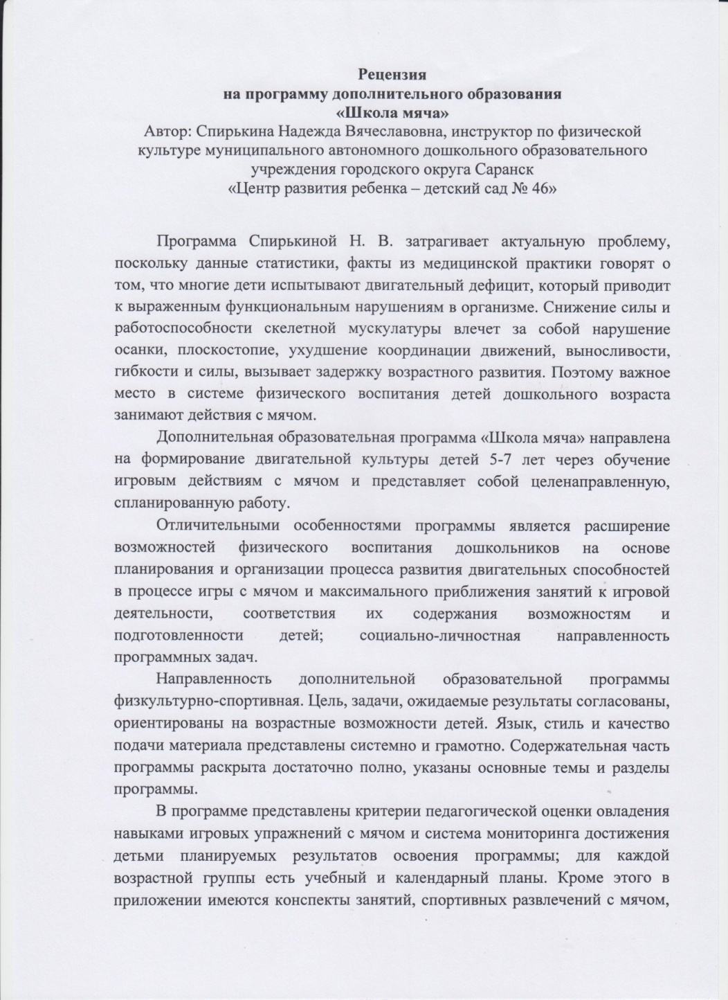 Рецензия
на программу дополнительного образования
«Школа мяча»
Автор: Спирькина Надежда Вячеславовна, инструктор по физической
культуре муниципального автономного дошкольного образовательного
учреждения городского округа Саранск
«Центр развития ребенка – детский сад № 46»
Программа Спирькиной Н. В. затрагивает актуальную проблему,
поскольку данные статистики, факты из медицинской практики говорят о
том, что многие дети испытывают двигательный дефицит, который приводит
к выраженным функциональным нарушениям в организме. Снижение силы и
работоспособности скелетной мускулатуры влечет за собой нарушение
осанки, плоскостопие, ухудшение координации движений, выносливости,
гибкости и силы, вызывает задержку возрастного развития. Поэтому важное
место в системе физического воспитания детей дошкольного возраста
занимают действия с мячом.
Дополнительная образовательная программа «Школа мяча» направлена
на формирование двигательной культуры детей 5-7 лет через обучение
игровым действиям с мячом и представляет собой целенаправленную,
спланированную работу.
Отличительными особенностями программы является расширение
возможностей физического воспитания дошкольников на основе
планирования и организации процесса развития двигательных способностей
в процессе игры с мячом и максимального приближения занятий к игровой
деятельности, соответствия их содержания возможностям и
подготовленности детей; социально-личностная направленность
программных задач.
Направленность дополнительной образовательной программы
физкультурно-спортивная. Цель, задачи, ожидаемые результаты согласованы,
ориентированы на возрастные возможности детей. Язык, стиль и качество
подачи материала представлены системно и грамотно. Содержательная часть
программы раскрыта достаточно полно, указаны основные темы и разделы
программы.
В программе представлены критерии педагогической оценки овладения
навыками игровых упражнений с мячом и система мониторинга достижения
детьми планируемых результатов освоения программы; для каждой
возрастной группы есть учебный и календарный планы. Кроме этого в
приложении имеются конспекты занятий, спортивных развлечений с мячом,